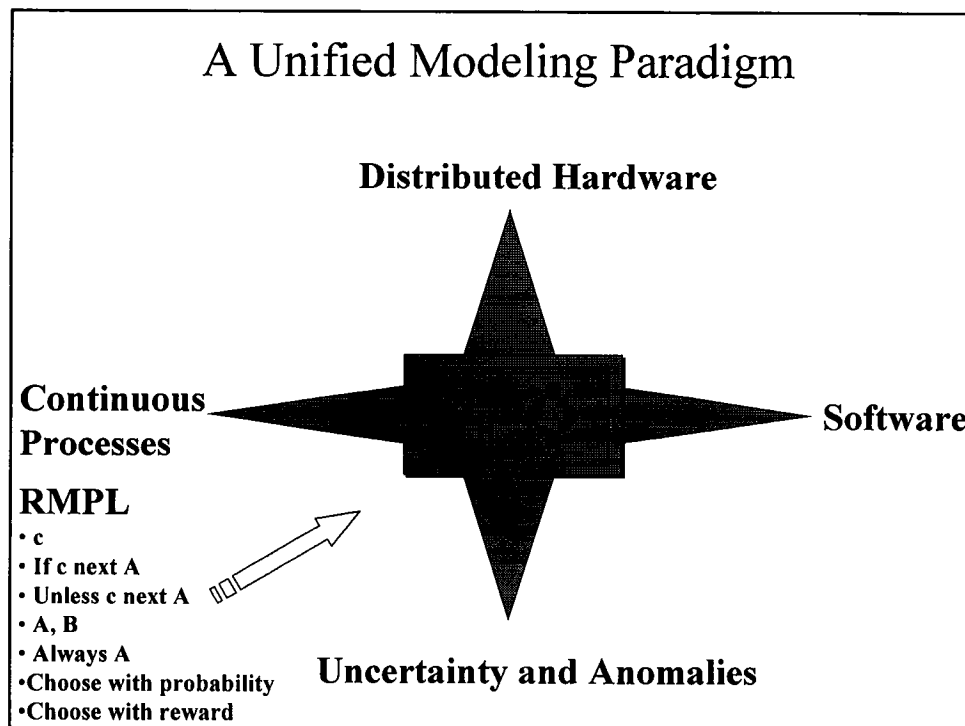 A Unified Modeling Paradigm
Distributed Hardware
Continuous
Processes
Software
RMPL
• c
• If c next A
• Unless c next A
• A, B
• Always A
•Choose with probability
•Choose with reward
Uncertainty and Anomalies